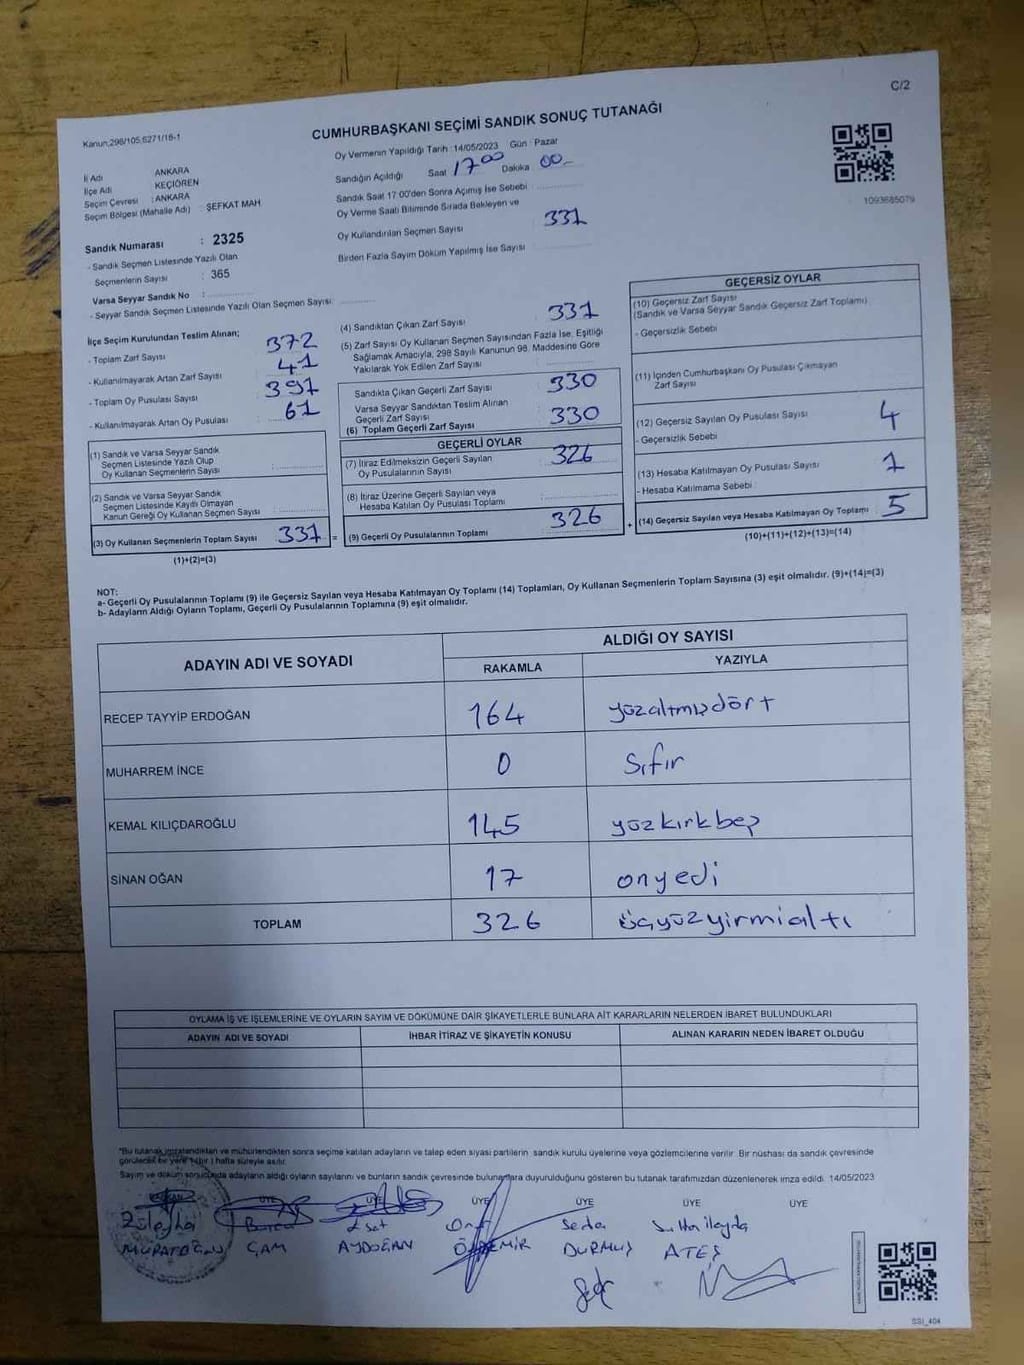 C/2
Kanun,298/105,6271/18-1
CUMHURBAŞKANI SEÇİMİ SANDIK SONUÇ TUTANAĞI
Oy Vermenin Yapıldığı Tarih : 14/05/2023 Gün : Pazar
İl Adı ANKARA
İlçe Adı KEÇİÖREN
Seçim Çevresi : ANKARA
Seçim Bölgesi (Mahalle Adı) : ŞEFKAT MAH
Sandığın Açıldığı Saat 17 00 Dakika 00
Sandık Saat 17:00'den Sonra Açımış İse Sebebi :
Oy Verme Saati Bitiminde Sırada Bekleyen ve
Oy Kullandırılan Seçmen Sayısı 331
Birden Fazla Sayım Döküm Yapılmış İse Sayısı
1093685079
Sandık Numarası : 2325
- Sandık Seçmen Listesinde Yazılı Olan
Seçmenlerin Sayısı : 365
Varsa Seyyar Sandık No :
- Seyyar Sandık Seçmen Listesinde Yazılı Olan Seçmen Sayısı:
İlçe Seçim Kurulundan Teslim Alınan;
- Toplam Zarf Sayısı 372
- Kullanılmayarak Artan Zarf Sayısı 41
- Toplam Oy Pusulası Sayısı 391
- Kullanılmayarak Artan Oy Pusulası 61
(1) Sandık ve Varsa Seyyar Sandık
Seçmen Listesinde Yazılı Olup
Oy Kullanan Seçmenlerin Sayısı
(2) Sandık ve Varsa Seyyar Sandık
Seçmen Listesinde Kayıtlı Olmayan
Kanun Gereği Oy Kullanan Seçmen Sayısı
(3) Oy Kullanan Seçmenlerin Toplam Sayısı 331 =
(1)+(2)=(3)
(4) Sandıktan Çıkan Zarf Sayısı 331
(5) Zarf Sayısı Oy Kullanan Seçmen Sayısından Fazla İse; Eşitliği
Sağlamak Amacıyla, 298 Sayılı Kanunun 98. Maddesine Göre
Yakılarak Yok Edilen Zarf Sayısı
Sandıkta Çıkan Geçerli Zarf Sayısı 330
Varsa Seyyar Sandıktan Teslim Alınan
Geçerli Zarf Sayısı
(6) Toplam Geçerli Zarf Sayısı 330
GEÇERLİ OYLAR
(7) İtiraz Edilmeksizin Geçerli Sayılan
Oy Pusulalarının Sayısı 326
(8) İtiraz Üzerine Geçerli Sayılan veya
Hesaba Katılan Oy Pusulası Toplamı
(9) Geçerli Oy Pusulalarının Toplamı 326 +
GEÇERSİZ OYLAR
(10) Geçersiz Zarf Sayısı
(Sandık ve Varsa Seyyar Sandık Geçersiz Zarf Toplamı)
- Geçersizlik Sebebi
(11) İçinden Cumhurbaşkanı Oy Pusulası Çıkmayan
Zarf Sayısı
(12) Geçersiz Sayılan Oy Pusulası Sayısı 4
- Geçersizlik Sebebi
(13) Hesaba Katılmayan Oy Pusulası Sayısı 1
- Hesaba Katılmama Sebebi
(14) Geçersiz Sayılan veya Hesaba Katılmayan Oy Toplamı 5
(10)+(11)+(12)+(13)=(14)
NOT:
a- Geçerli Oy Pusulalarının Toplamı (9) ile Geçersiz Sayılan veya Hesaba Katılmayan Oy Toplamı (14) Toplamları, Oy Kullanan Seçmenlerin Toplam Sayısına (3) eşit olmalıdır. (9)+(14)=(3)
b- Adayların Aldığı Oyların Toplamı, Geçerli Oy Pusulalarının Toplamına (9) eşit olmalıdır.
ADAYIN ADI VE SOYADI ALDIĞI OY SAYISI
RAKAMLA YAZIYLA
RECEP TAYYİP ERDOĞAN 164 yüzaltmışdört
MUHARREM İNCE 0 Sıfır
KEMAL KILIÇDAROĞLU 145 yüzkırkbeş
SİNAN OĞAN 17 onyedi
TOPLAM 326 üçyüzyirmialtı
OYLAMA İŞ VE İŞLEMLERİNE VE OYLARIN SAYIM VE DÖKÜMÜNE DAİR ŞİKAYETLERLE BUNLARA AİT KARARLARIN NELERDEN İBARET BULUNDUKLARI
ADAYIN ADI VE SOYADI İHBAR İTİRAZ VE ŞİKAYETİN KONUSU ALINAN KARARIN NEDEN İBARET OLDUĞU
*Bu tutanak imzalandıktan ve mühürlendikten sonra seçime katılan adayların ve talep eden siyasi partilerin sandık kurulu üyelerine veya gözlemcilerine verilir. Bir nüshası da sandık çevresinde
görülecek bir yere 1 (bir) hafta süreyle asılır.
Sayım ve döküm sonucunda adayların aldığı oyların sayılarını ve bunların sandık çevresinde bulunanlara duyurulduğunu gösteren bu tutanak tarafımızdan düzenlenerek imza edildi. 14/05/2023
BAŞKAN ÜYE ÜYE ÜYE ÜYE ÜYE ÜYE
Züleyha Burcu Seda
MURATOĞLU ÇAM AYDOĞAN ÖZDEMİR DURMUŞ ATEŞ
SSI_404